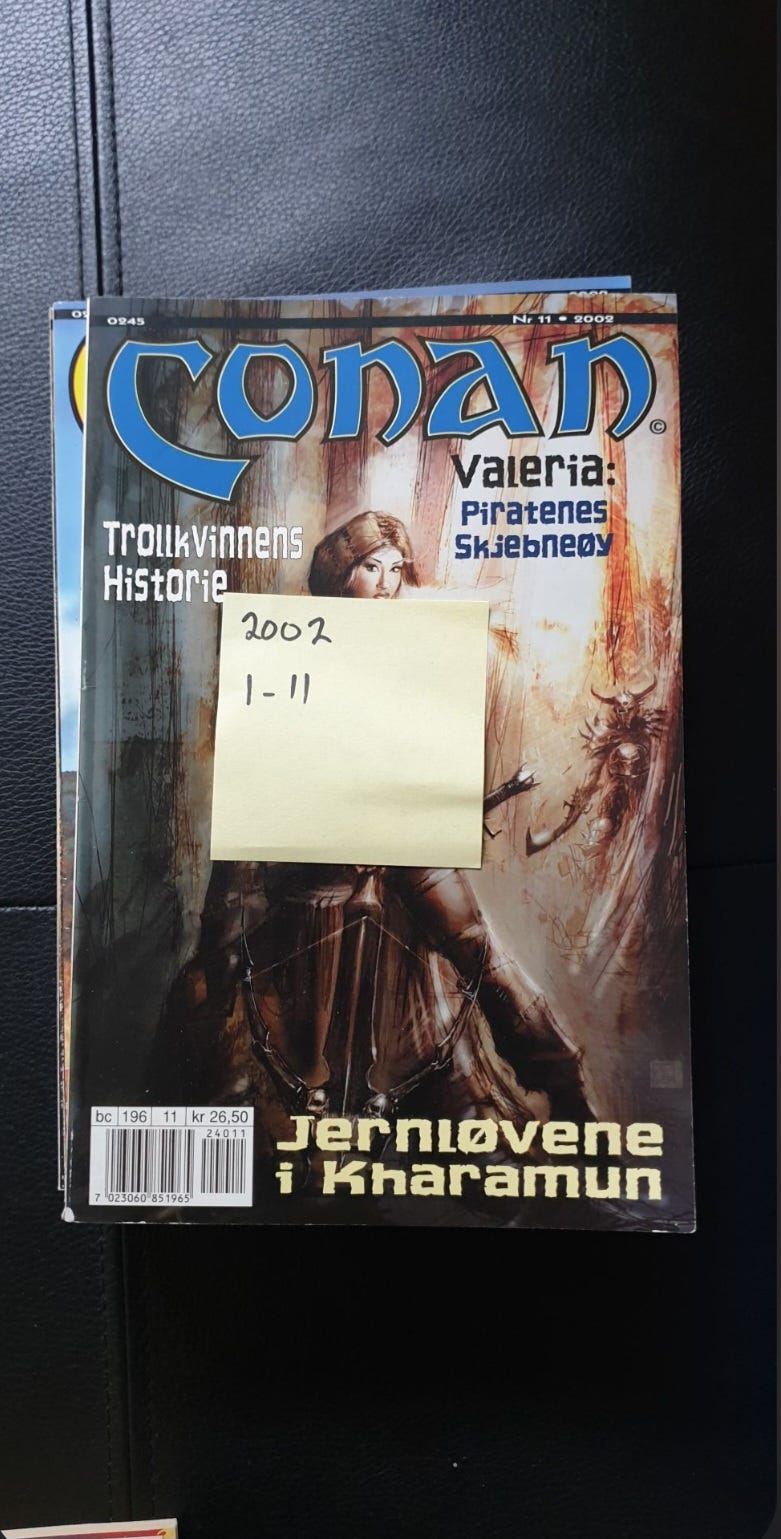 0245
Nr 11 • 2002
Conan
©
Valeria:
Piratenes
Skjebneøy
Trollkvinnens
Historie
2002
1-11
bc 196 11 kr 26,50
24011
7 023060 851965
Jernløvene
i Kharamun